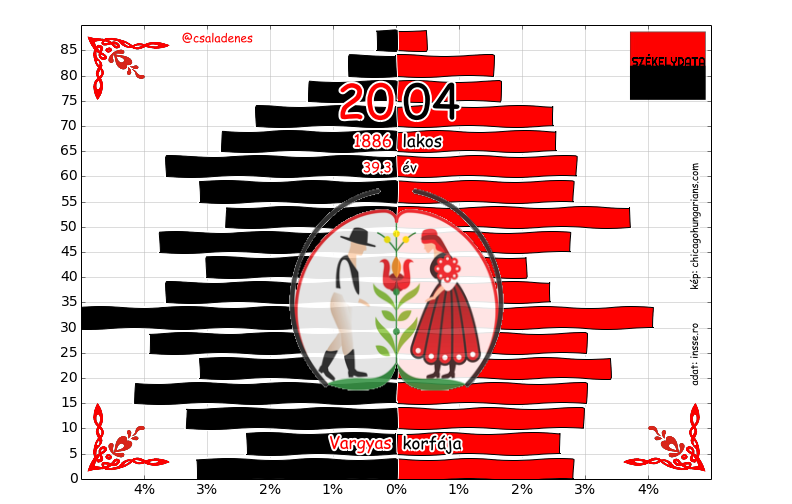 @csaladenes
SZÉKELYDATA
2004
1886 lakos
39.3 év
kép: chicagohungarians.com
adat: insse.ro
Vargyas korfája
85
80
75
70
65
60
55
50
45
40
35
30
25
20
15
10
5
0
4% 3% 2% 1% 0% 1% 2% 3% 4%